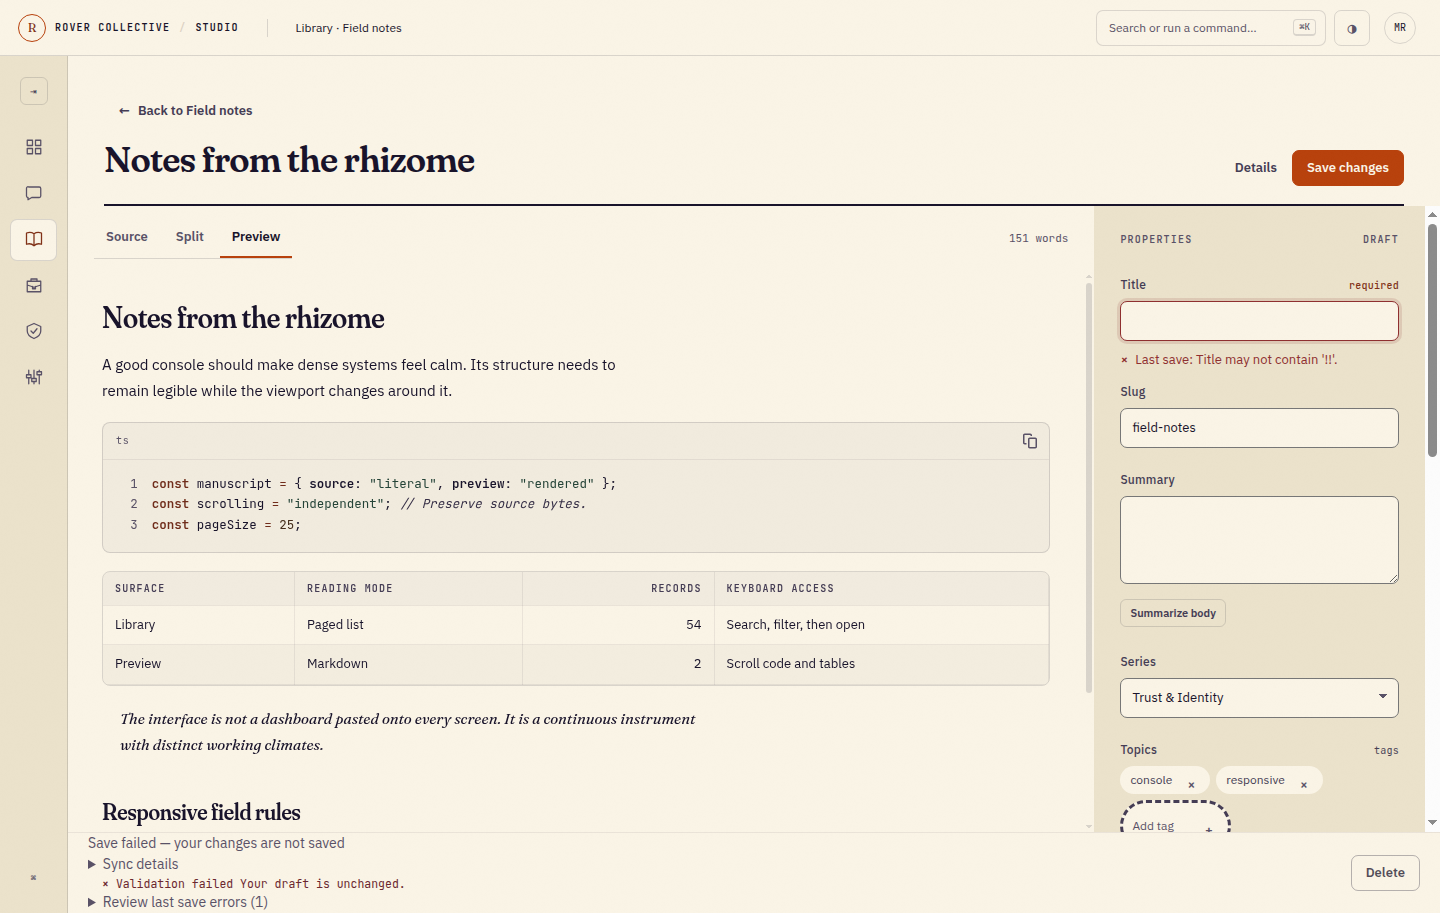 R ROVER COLLECTIVE / STUDIO
Library · Field notes
Search or run a command... ⌘K
MR
← Back to Field notes
Notes from the rhizome
Details
Save changes
Source Split Preview
151 words
Notes from the rhizome
A good console should make dense systems feel calm. Its structure needs to
remain legible while the viewport changes around it.
ts
1 const manuscript = { source: "literal", preview: "rendered" };
2 const scrolling = "independent"; // Preserve source bytes.
3 const pageSize = 25;
SURFACE READING MODE RECORDS KEYBOARD ACCESS
Library Paged list 54 Search, filter, then open
Preview Markdown 2 Scroll code and tables
The interface is not a dashboard pasted onto every screen. It is a continuous instrument
with distinct working climates.
Responsive field rules
PROPERTIES DRAFT
Title required
× Last save: Title may not contain '!!'.
Slug
field-notes
Summary
Summarize body
Series
Trust & Identity
Topics tags
console × responsive ×
Add tag +
⌘
Save failed — your changes are not saved
▶ Sync details
× Validation failed Your draft is unchanged.
▶ Review last save errors (1)
Delete